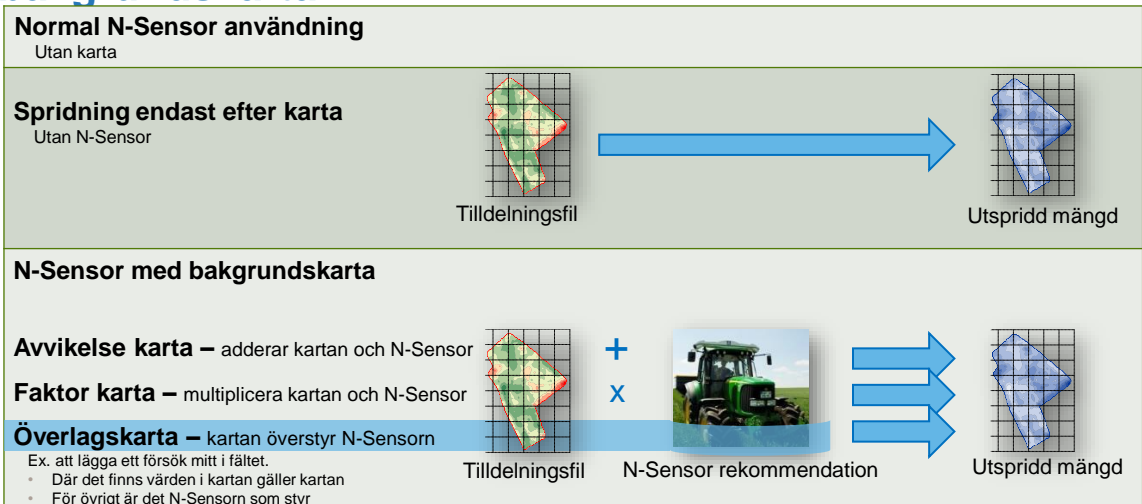 Normal N-Sensor användning
Utan karta
Spridning endast efter karta
Utan N-Sensor
Tilldelningsfil
Utspridd mängd
N-Sensor med bakgrundskarta
Avvikelse karta – adderar kartan och N-Sensor
+
Faktor karta – multiplicera kartan och N-Sensor
x
Överlagskarta – kartan överstyr N-Sensorn
Ex. att lägga ett försök mitt i fältet.
• Där det finns värden i kartan gäller kartan
• För övrigt är det N-Sensorn som styr
Tilldelningsfil
N-Sensor rekommendation
Utspridd mängd